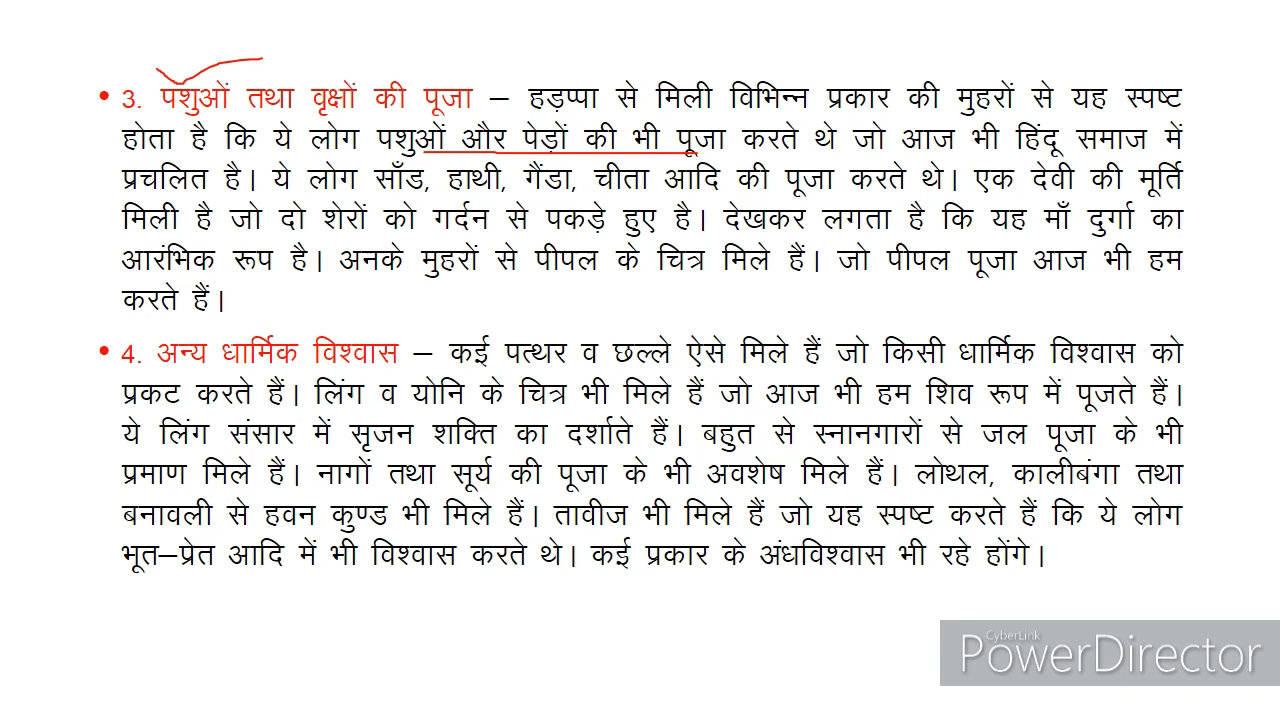 • 3. पशुओं तथा वृक्षों की पूजा – हड़प्पा से मिली विभिन्न प्रकार की मुहरों से यह स्पष्ट
होता है कि ये लोग पशुओं और पेड़ों की भी पूजा करते थे जो आज भी हिंदू समाज में
प्रचलित है। ये लोग साँड, हाथी, गैंडा, चीता आदि की पूजा करते थे। एक देवी की मूर्ति
मिली है जो दो शेरों को गर्दन से पकड़े हुए है। देखकर लगता है कि यह माँ दुर्गा का
आरंभिक रूप है। अनके मुहरों से पीपल के चित्र मिले हैं। जो पीपल पूजा आज भी हम
करते हैं।
• 4. अन्य धार्मिक विश्वास – कई पत्थर व छल्ले ऐसे मिले हैं जो किसी धार्मिक विश्वास को
प्रकट करते हैं। लिंग व योनि के चित्र भी मिले हैं जो आज भी हम शिव रूप में पूजते हैं।
ये लिंग संसार में सृजन शक्ति का दर्शाते हैं। बहुत से स्नानगारों से जल पूजा के भी
प्रमाण मिले हैं। नागों तथा सूर्य की पूजा के भी अवशेष मिले हैं। लोथल, कालीबंगा तथा
बनावली से हवन कुण्ड भी मिले हैं। तावीज भी मिले हैं जो यह स्पष्ट करते हैं कि ये लोग
भूत–प्रेत आदि में भी विश्वास करते थे। कई प्रकार के अंधविश्वास भी रहे होंगे।
CyberLink
PowerDirector